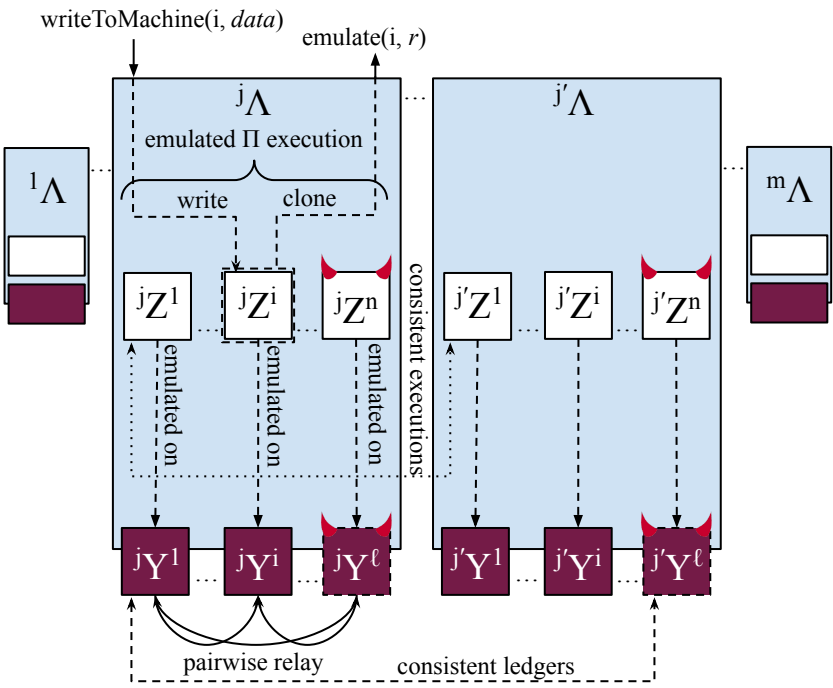 writeToMachine(i, data)
emulate(i, r)
jΛ
...
j′Λ
emulated Π execution
1Λ
...
...
mΛ
write
clone
jZ1
...
jZi
...
jZn
consistent executions
j′Z1
...
j′Zi
...
j′Zn
emulated on
emulated on
emulated on
jY1
...
jYi
...
jYℓ
j′Y1
...
j′Yi
...
j′Yℓ
pairwise relay
consistent ledgers